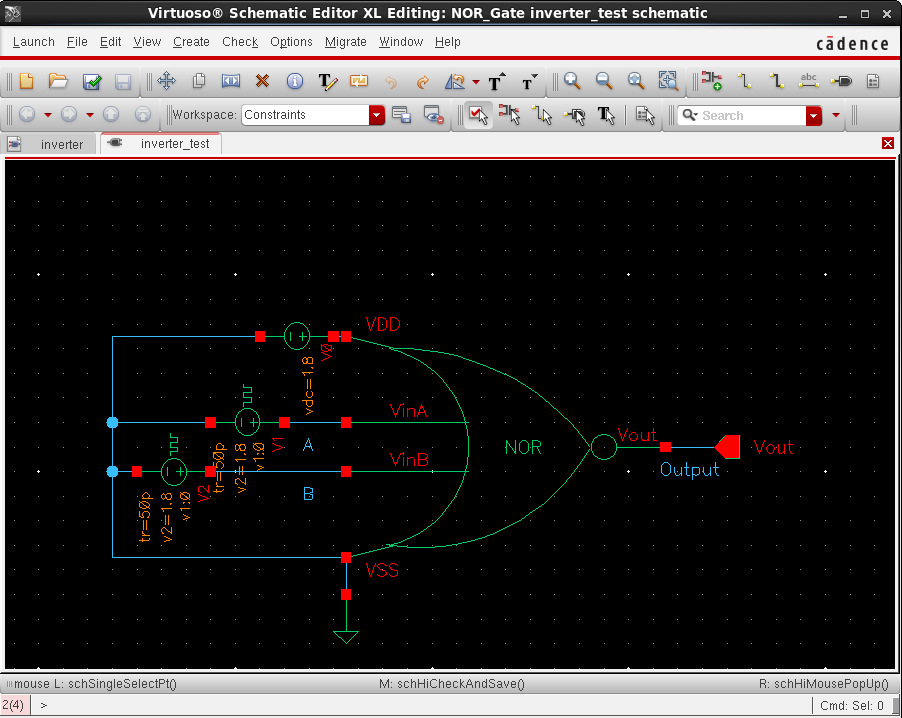 Virtuoso® Schematic Editor XL Editing: NOR_Gate inverter_test schematic
Launch File Edit View Create Check Options Migrate Window Help
cādence
T T T
abc
Workspace: Constraints
T
Search
inverter inverter_test
VDD
V0
vdc=1.8
VinA
V1
A
tr=50p
v2=1.8
v1:0
NOR
Vout
Vout
Output
VinB
V2
B
tr=50p
v2=1.8
v1:0
VSS
mouse L: schSingleSelectPt() M: schHiCheckAndSave() R: schHiMousePopUp()
2(4) > Cmd: Sel: 0